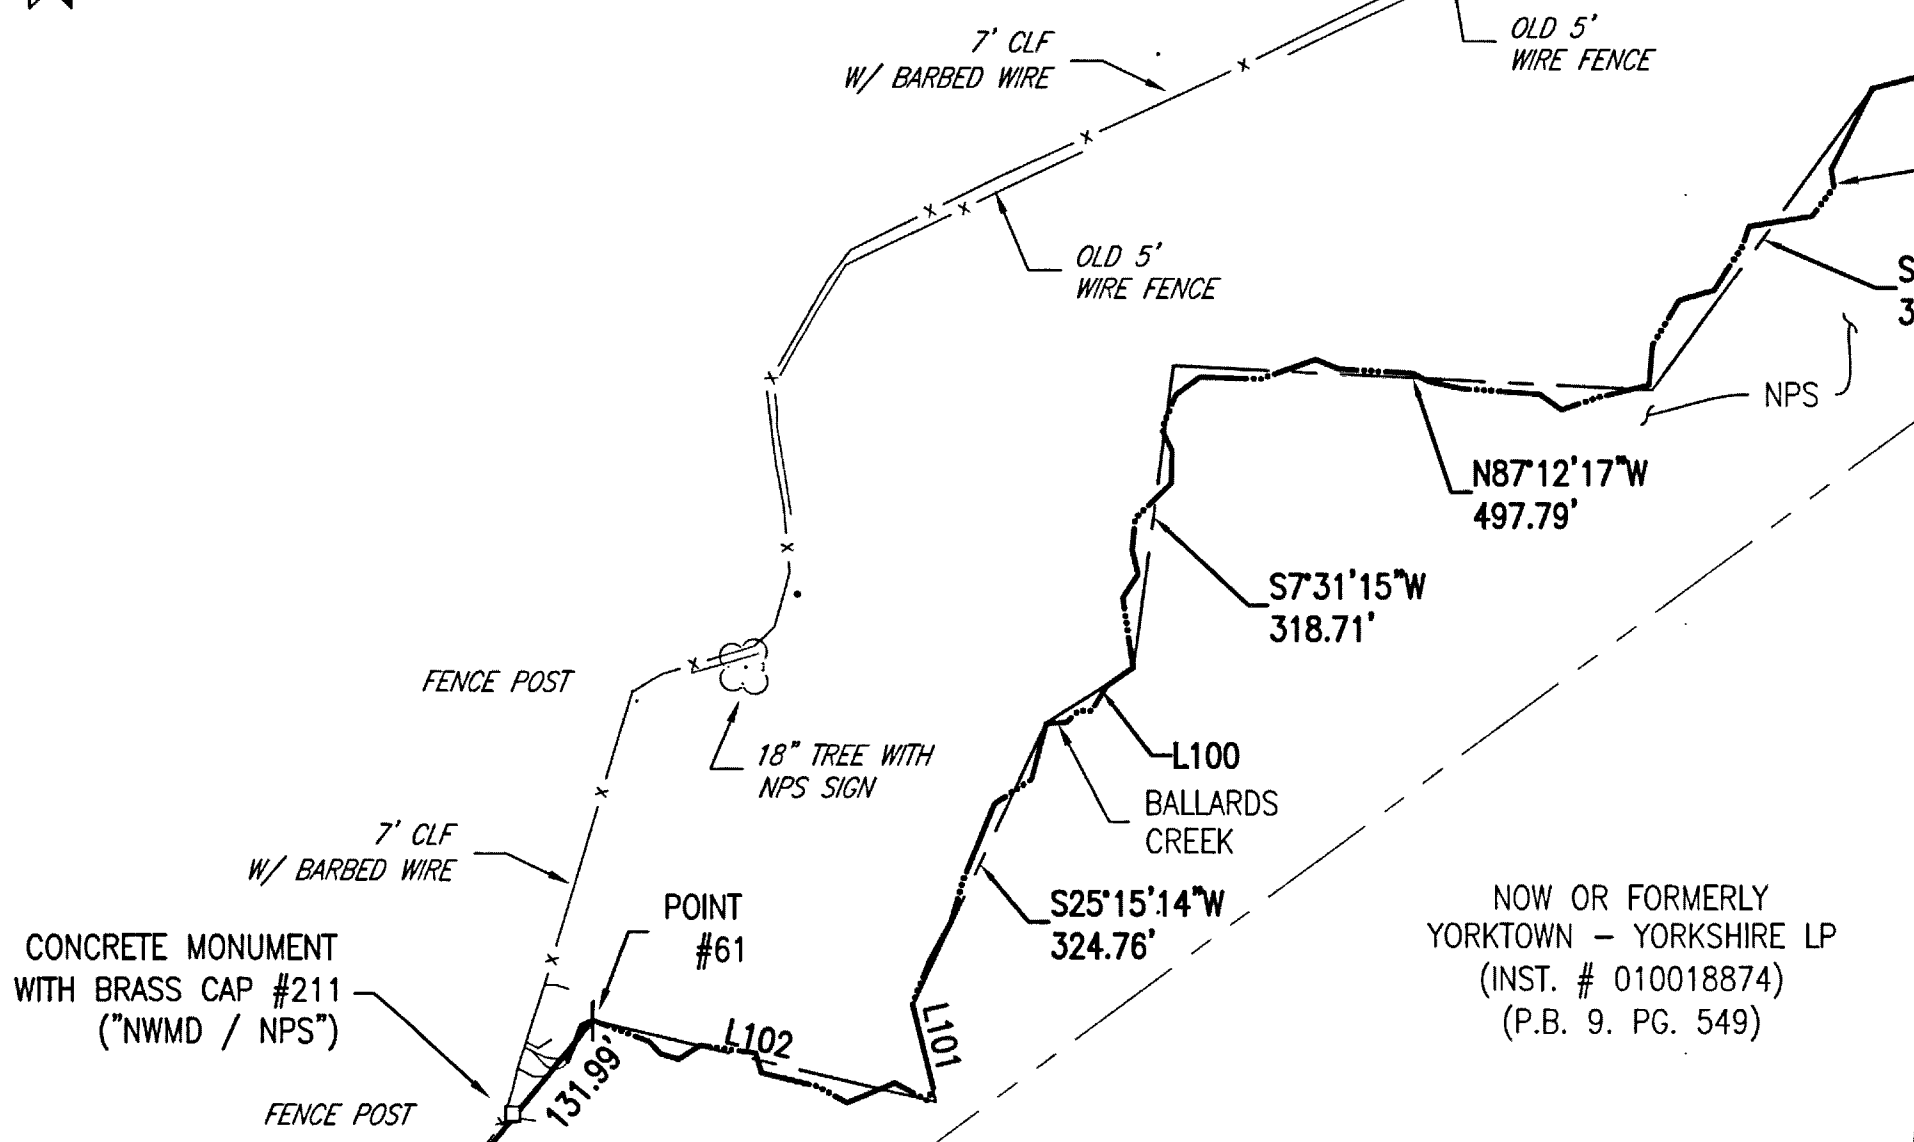 7' CLF
W/ BARBED WIRE
OLD 5'
WIRE FENCE
OLD 5'
WIRE FENCE
S
3
NPS
N87°12'17"W
497.79'
S7°31'15"W
318.71'
FENCE POST
18" TREE WITH
NPS SIGN
L100
BALLARDS
CREEK
7' CLF
W/ BARBED WIRE
S25°15'14"W
324.76'
POINT
#61
CONCRETE MONUMENT
WITH BRASS CAP #211
("NWMD / NPS")
NOW OR FORMERLY
YORKTOWN – YORKSHIRE LP
(INST. # 010018874)
(P.B. 9. PG. 549)
L102
L101
131.99'
FENCE POST